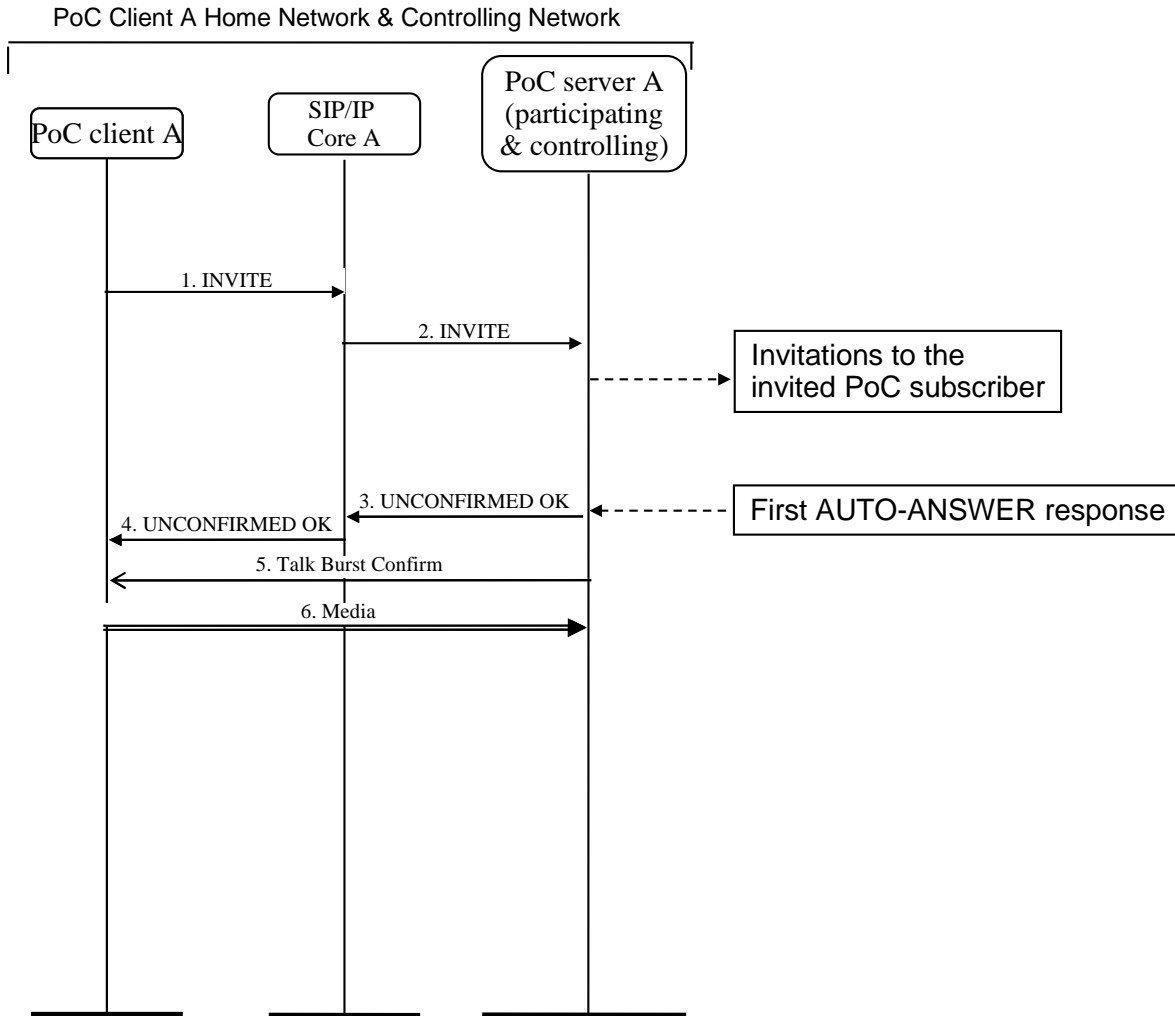 PoC Client A Home Network & Controlling Network
PoC client A
SIP/IP
Core A
PoC server A
(participating
& controlling)
1. INVITE
2. INVITE
Invitations to the
invited PoC subscriber
3. UNCONFIRMED OK
First AUTO-ANSWER response
4. UNCONFIRMED OK
5. Talk Burst Confirm
6. Media